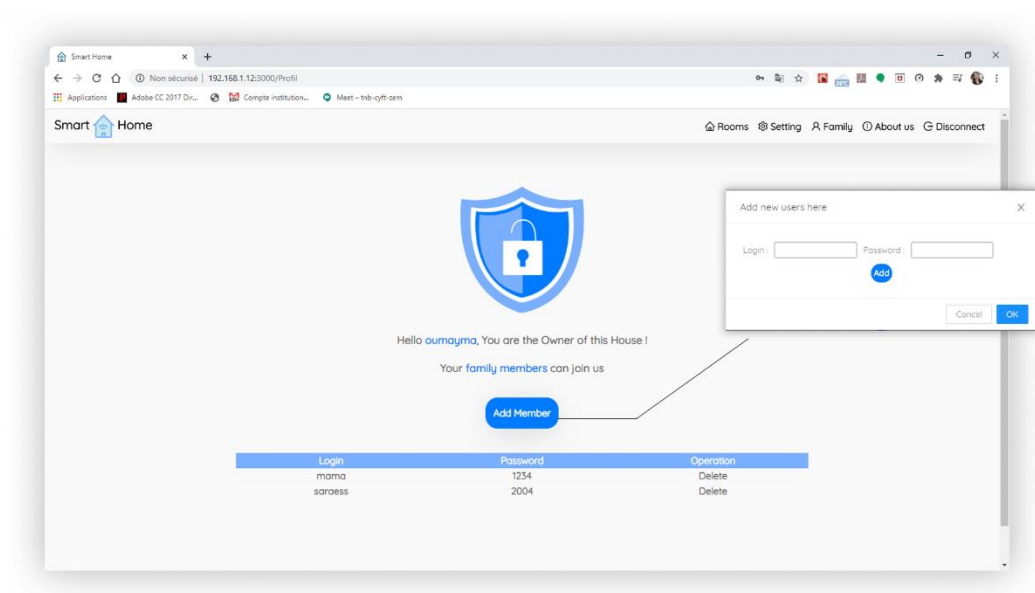 Smart Home
Non sécurisé | 192.168.1.12:3000/Profil
Applications Adobe CC 2017 Dir... Compte institution... Meet – tnb-cyft-zem
Smart Home
Rooms Setting Family About us Disconnect
Add new users here
Login : Password :
Add
Cancel OK
Hello oumayma, You are the Owner of this House !
Your family members can join us
Add Member
Login Password Operation
mama 1234 Delete
saraess 2004 Delete